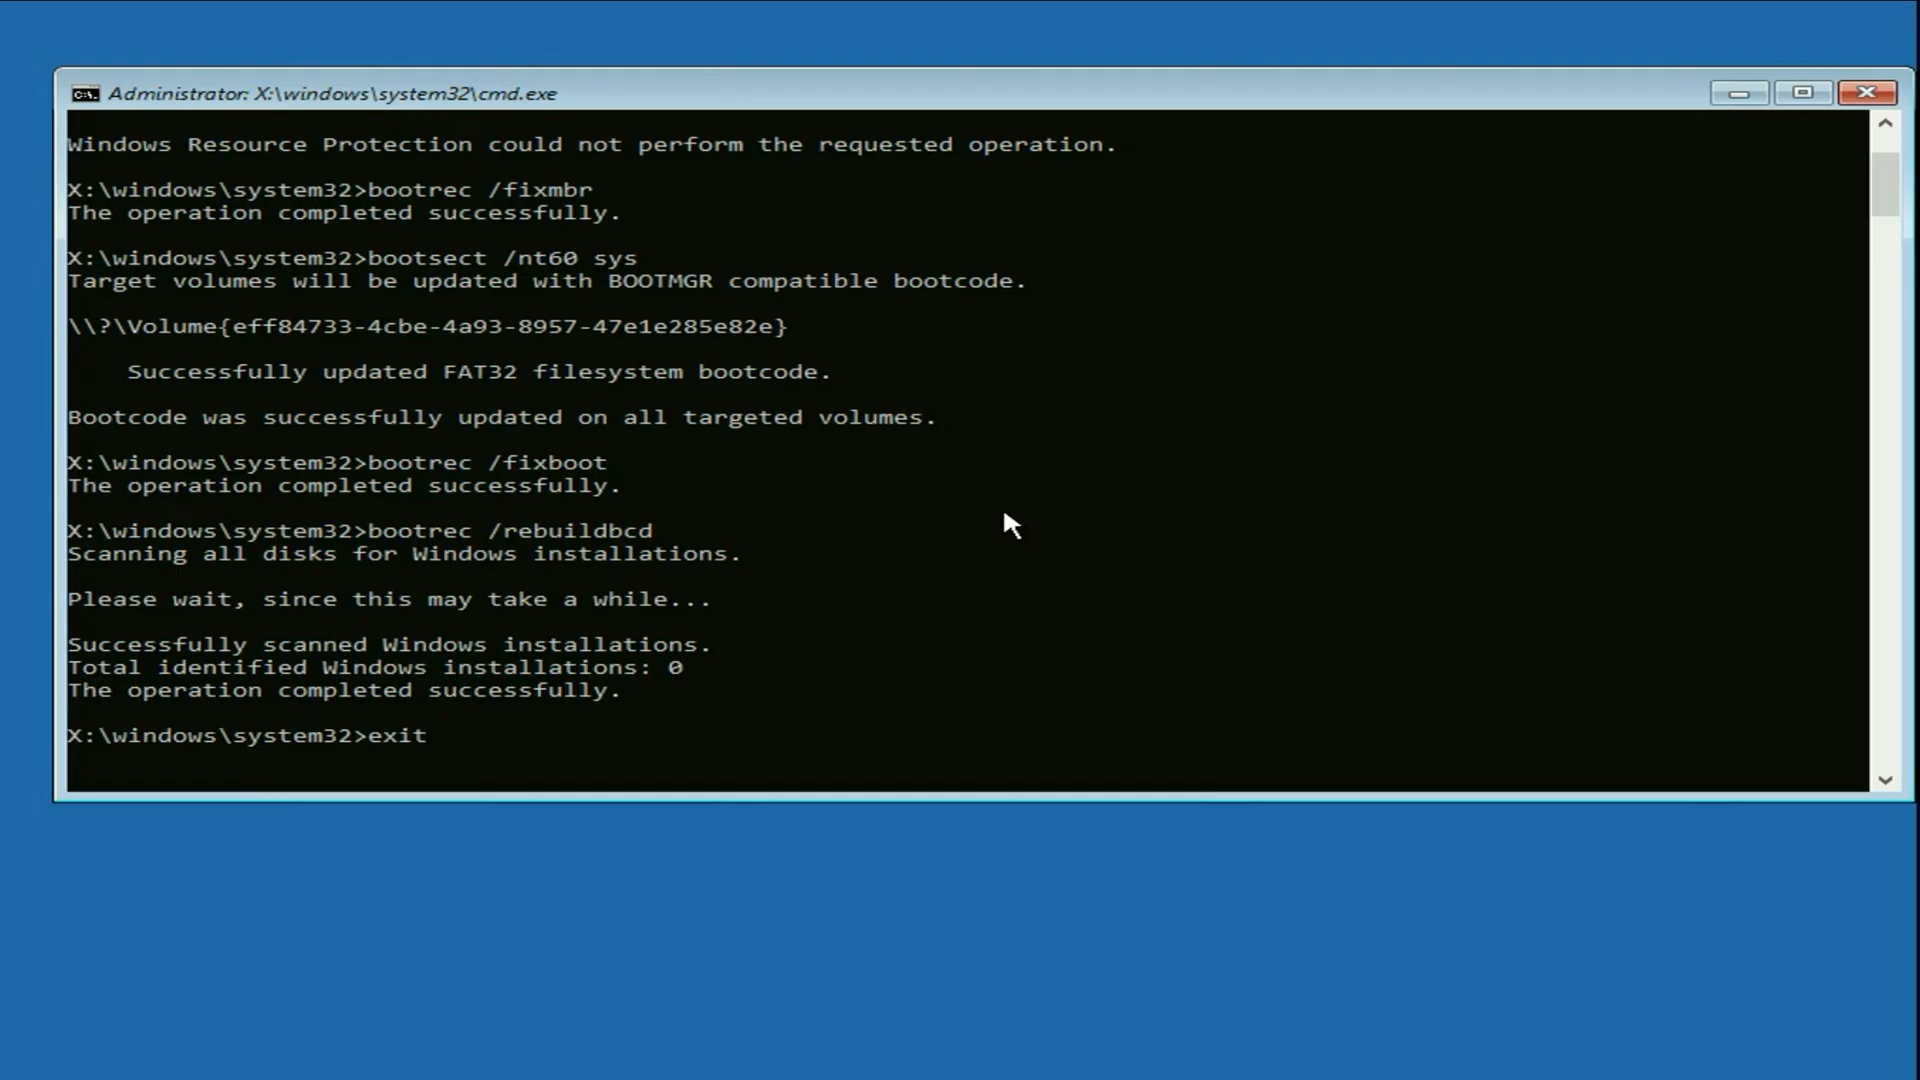 Administrator: X:\windows\system32\cmd.exe
Windows Resource Protection could not perform the requested operation.
X:\windows\system32>bootrec /fixmbr
The operation completed successfully.
X:\windows\system32>bootsect /nt60 sys
Target volumes will be updated with BOOTMGR compatible bootcode.
\\?\Volume{eff84733-4cbe-4a93-8957-47e1e285e82e}
Successfully updated FAT32 filesystem bootcode.
Bootcode was successfully updated on all targeted volumes.
X:\windows\system32>bootrec /fixboot
The operation completed successfully.
X:\windows\system32>bootrec /rebuildbcd
Scanning all disks for Windows installations.
Please wait, since this may take a while...
Successfully scanned Windows installations.
Total identified Windows installations: 0
The operation completed successfully.
X:\windows\system32>exit